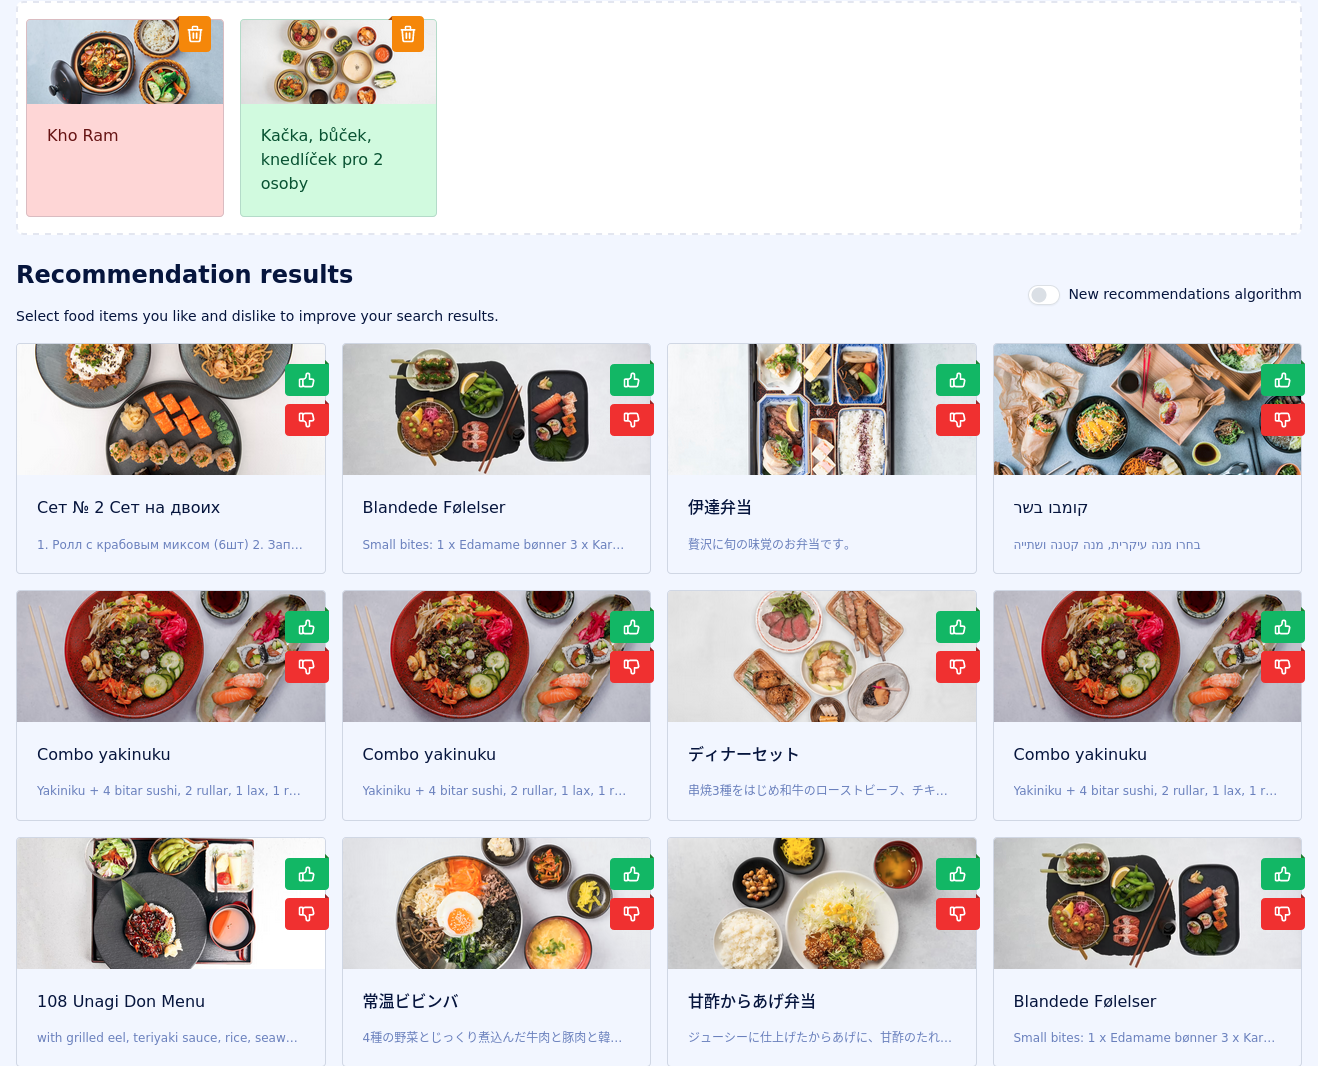 Kho Ram
Kačka, bůček,
knedlíček pro 2
osoby
Recommendation results
New recommendations algorithm
Select food items you like and dislike to improve your search results.
Сет № 2 Сет на двоих
1. Ролл с крабовым миксом (6шт) 2. Зап…
Blandede Følelser
Small bites: 1 x Edamame bønner 3 x Kar…
伊達弁当
贅沢に旬の味覚のお弁当です。
קומבו בשר
בחרו מנה עיקרית, מנה קטנה ושתייה
Combo yakinuku
Yakiniku + 4 bitar sushi, 2 rullar, 1 lax, 1 r…
Combo yakinuku
Yakiniku + 4 bitar sushi, 2 rullar, 1 lax, 1 r…
ディナーセット
串焼3種をはじめ和牛のローストビーフ、チキ…
Combo yakinuku
Yakiniku + 4 bitar sushi, 2 rullar, 1 lax, 1 r…
108 Unagi Don Menu
with grilled eel, teriyaki sauce, rice, seaw…
常温ビビンバ
4種の野菜とじっくり煮込んだ牛肉と豚肉と韓…
甘酢からあげ弁当
ジューシーに仕上げたからあげに、甘酢のたれ…
Blandede Følelser
Small bites: 1 x Edamame bønner 3 x Kar…